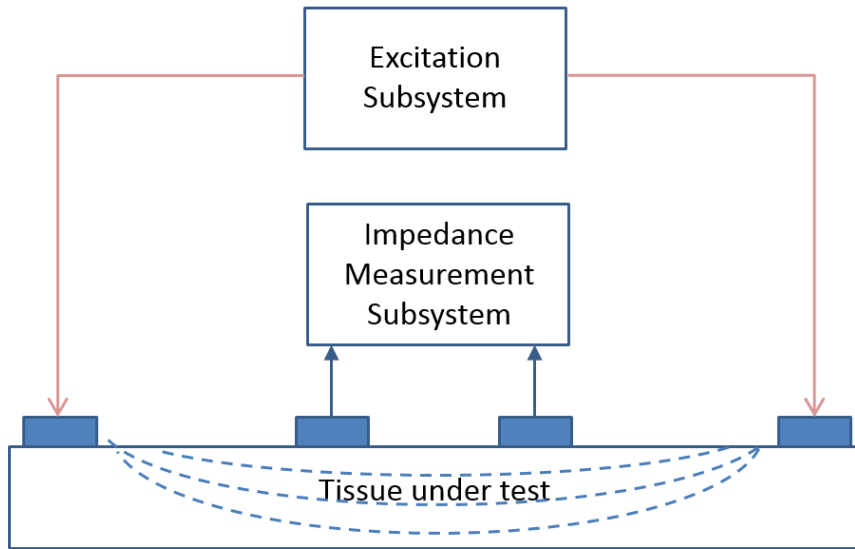 Excitation
Subsystem
Impedance
Measurement
Subsystem
Tissue under test